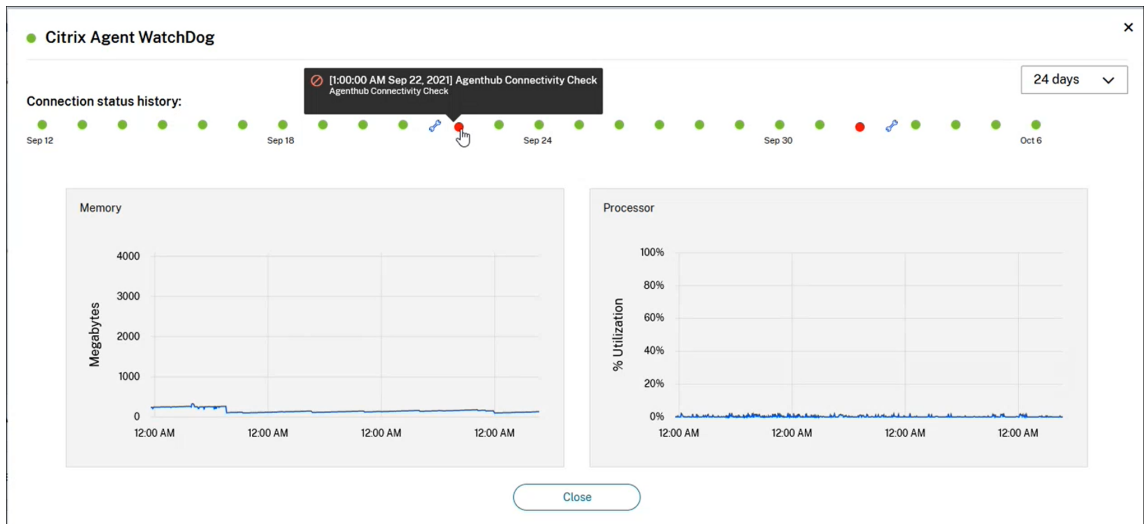 Citrix Agent WatchDog
[1:00:00 AM Sep 22, 2021] Agenthub Connectivity Check
Agenthub Connectivity Check
24 days
Connection status history:
Sep 12
Sep 18
Sep 24
Sep 30
Oct 6
Memory
Megabytes
4000
3000
2000
1000
0
12:00 AM
12:00 AM
12:00 AM
12:00 AM
Processor
% Utilization
100%
80%
60%
40%
20%
0%
12:00 AM
12:00 AM
12:00 AM
12:00 AM
Close